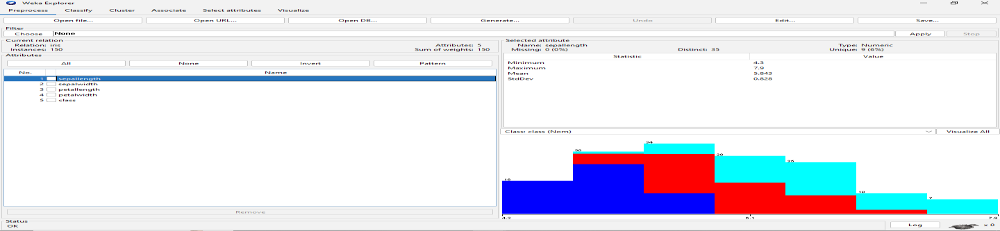 Weka Explorer
Preprocess Classify Cluster Associate Select attributes Visualize
Open file... Open URL... Open DB... Generate... Undo Edit... Save...
Filter
Choose None Apply Stop
Current relation
Relation: iris Attributes: 5
Instances: 150 Sum of weights: 150
Attributes
All None Invert Pattern
No. Name
1 sepallength
2 sepalwidth
3 petallength
4 petalwidth
5 class
Remove
Selected attribute
Name: sepallength Type: Numeric
Missing: 0 (0%) Distinct: 35 Unique: 9 (6%)
Statistic Value
Minimum 4.3
Maximum 7.9
Mean 5.843
StdDev 0.828
Class: class (Nom) Visualize All
16 30 34 28 25 10 7
4.3 6.1 7.9
Status
OK
Log x 0